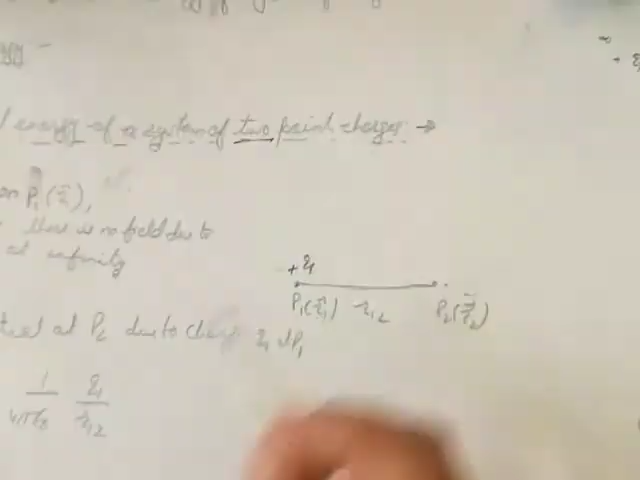 energy of a system of two point charges →
on P₁(r̄₁),
there is no field due to
at infinity
+q₁
P₁(r̄₁) r₁₂ P₂(r̄₂)
at P₂ due to charge q₁ at P₁
1/4πε₀ q₁/r₁₂
∞
+